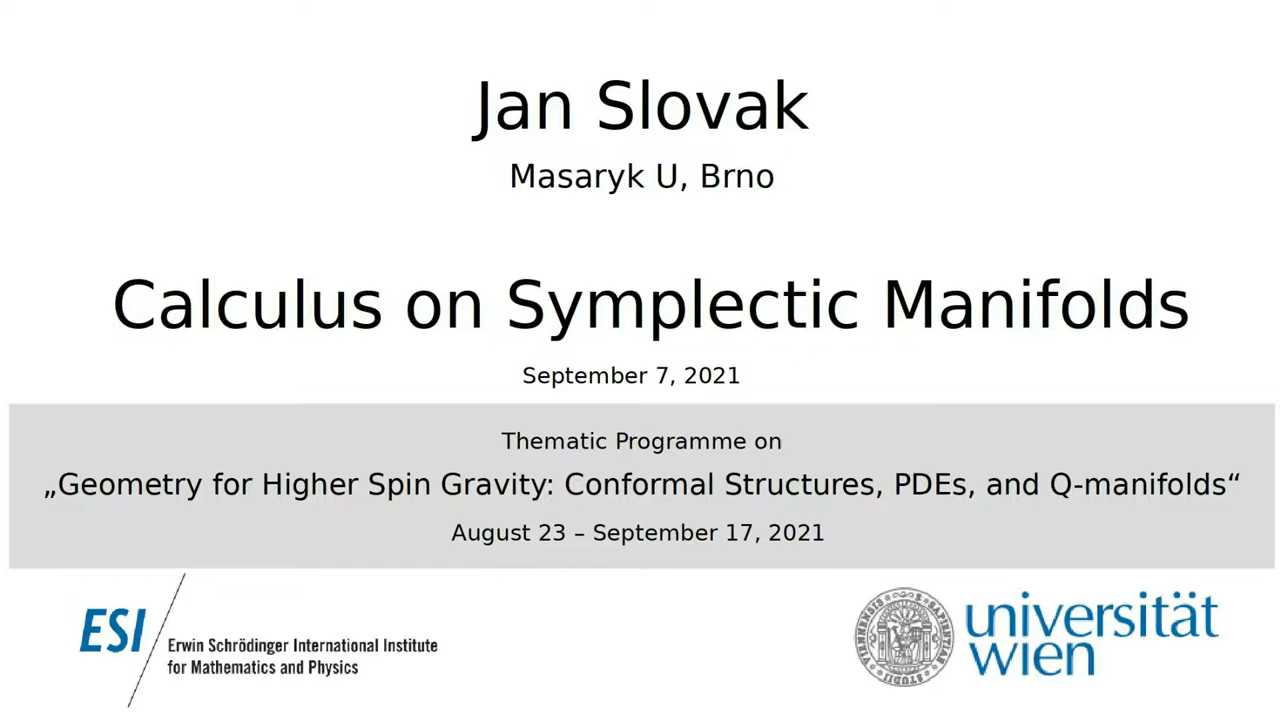 Jan Slovak
Masaryk U, Brno
Calculus on Symplectic Manifolds
September 7, 2021
Thematic Programme on
„Geometry for Higher Spin Gravity: Conformal Structures, PDEs, and Q-manifolds“
August 23 – September 17, 2021
ESI
Erwin Schrödinger International Institute
for Mathematics and Physics
universität
wien